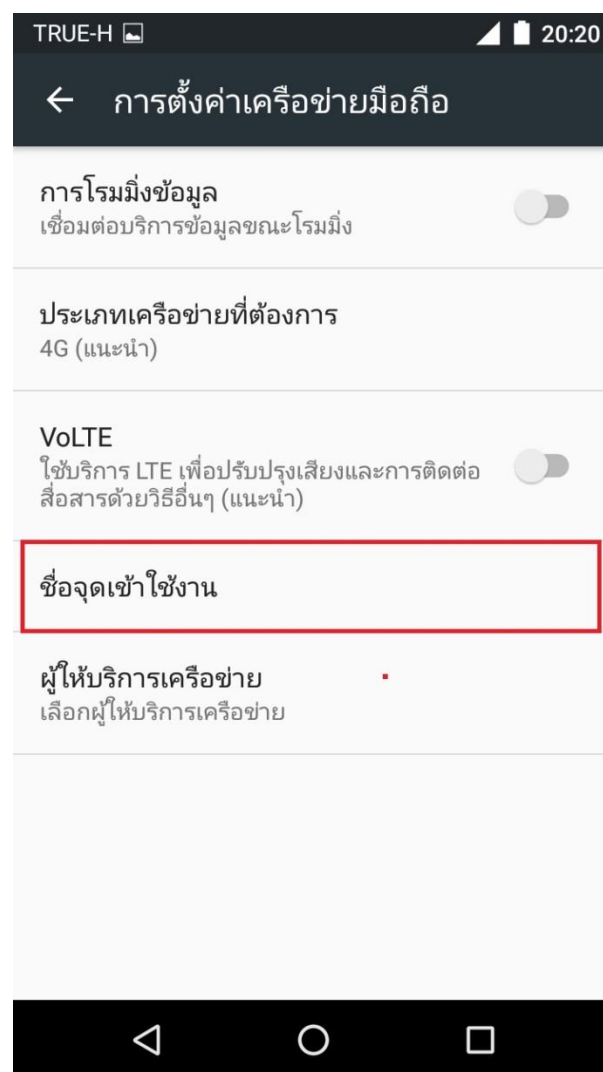 TRUE-H
20:20
การตั้งค่าเครือข่ายมือถือ
การโรมมิ่งข้อมูล
เชื่อมต่อบริการข้อมูลขณะโรมมิ่ง
ประเภทเครือข่ายที่ต้องการ
4G (แนะนำ)
VoLTE
ใช้บริการ LTE เพื่อปรับปรุงเสียงและการติดต่อ
สื่อสารด้วยวิธีอื่นๆ (แนะนำ)
ชื่อจุดเข้าใช้งาน
ผู้ให้บริการเครือข่าย
เลือกผู้ให้บริการเครือข่าย